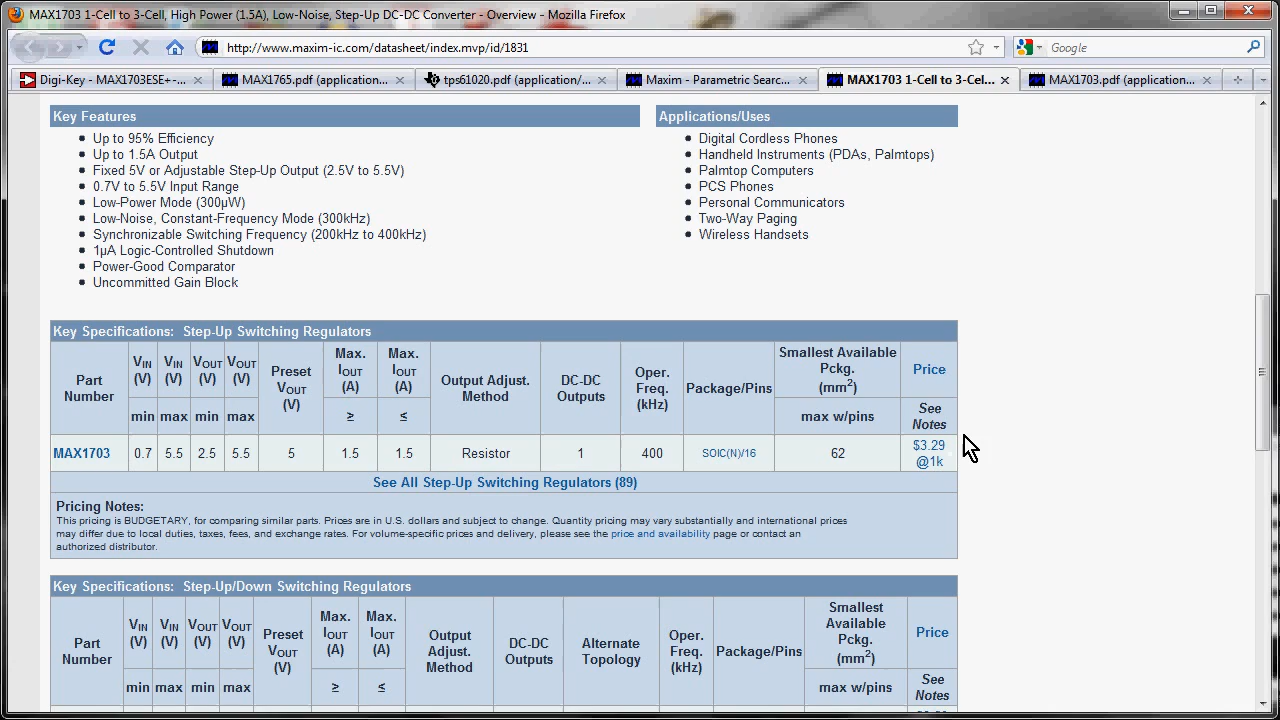 MAX1703 1-Cell to 3-Cell, High Power (1.5A), Low-Noise, Step-Up DC-DC Converter - Overview - Mozilla Firefox
http://www.maxim-ic.com/datasheet/index.mvp/id/1831
Google
Digi-Key - MAX1703ESE+-...
MAX1765.pdf (application...
tps61020.pdf (application/...
Maxim - Parametric Searc...
MAX1703 1-Cell to 3-Cel...
MAX1703.pdf (application...
Key Features
Up to 95% Efficiency
Up to 1.5A Output
Fixed 5V or Adjustable Step-Up Output (2.5V to 5.5V)
0.7V to 5.5V Input Range
Low-Power Mode (300µW)
Low-Noise, Constant-Frequency Mode (300kHz)
Synchronizable Switching Frequency (200kHz to 400kHz)
1µA Logic-Controlled Shutdown
Power-Good Comparator
Uncommitted Gain Block
Applications/Uses
Digital Cordless Phones
Handheld Instruments (PDAs, Palmtops)
Palmtop Computers
PCS Phones
Personal Communicators
Two-Way Paging
Wireless Handsets
Key Specifications: Step-Up Switching Regulators
Part Number VIN (V) VIN (V) VOUT (V) VOUT (V) Preset VOUT (V) Max. IOUT (A) Max. IOUT (A) Output Adjust. Method DC-DC Outputs Oper. Freq. (kHz) Package/Pins Smallest Available Pckg. (mm2) Price
min max min max ≥ ≤ max w/pins See Notes
MAX1703 0.7 5.5 2.5 5.5 5 1.5 1.5 Resistor 1 400 SOIC(N)/16 62 $3.29 @1k
See All Step-Up Switching Regulators (89)
Pricing Notes:
This pricing is BUDGETARY, for comparing similar parts. Prices are in U.S. dollars and subject to change. Quantity pricing may vary substantially and international prices
may differ due to local duties, taxes, fees, and exchange rates. For volume-specific prices and delivery, please see the price and availability page or contact an
authorized distributor.
Key Specifications: Step-Up/Down Switching Regulators
Part Number VIN (V) VIN (V) VOUT (V) VOUT (V) Preset VOUT (V) Max. IOUT (A) Max. IOUT (A) Output Adjust. Method DC-DC Outputs Alternate Topology Oper. Freq. (kHz) Package/Pins Smallest Available Pckg. (mm2) Price
min max min max ≥ ≤ max w/pins See Notes